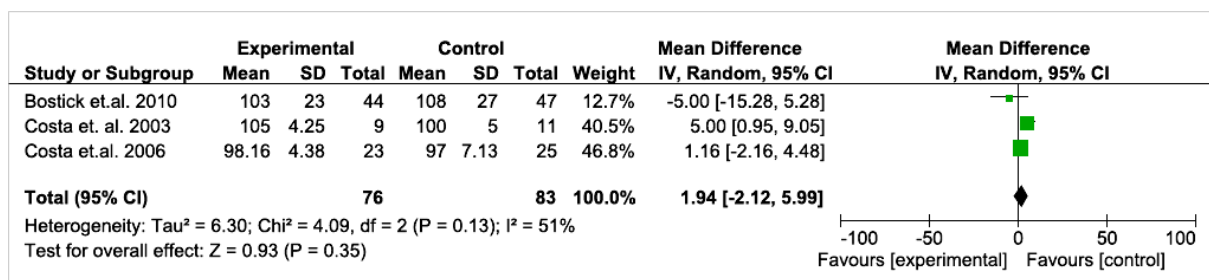 Experimental Control Mean Difference Mean Difference
Study or Subgroup Mean SD Total Mean SD Total Weight IV, Random, 95% CI IV, Random, 95% CI
Bostick et.al. 2010 103 23 44 108 27 47 12.7% -5.00 [-15.28, 5.28]
Costa et. al. 2003 105 4.25 9 100 5 11 40.5% 5.00 [0.95, 9.05]
Costa et.al. 2006 98.16 4.38 23 97 7.13 25 46.8% 1.16 [-2.16, 4.48]
Total (95% CI) 76 83 100.0% 1.94 [-2.12, 5.99]
Heterogeneity: Tau² = 6.30; Chi² = 4.09, df = 2 (P = 0.13); I² = 51%
Test for overall effect: Z = 0.93 (P = 0.35)
-100 -50 0 50 100
Favours [experimental] Favours [control]